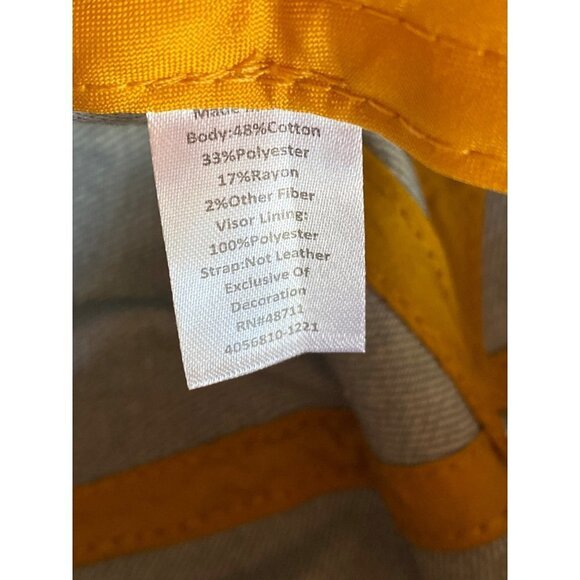 Made
Body:48%Cotton
33%Polyester
17%Rayon
2%Other Fiber
Visor Lining:
100%Polyester
Strap:Not Leather
Exclusive Of
Decoration
RN#48711
4056810-1221